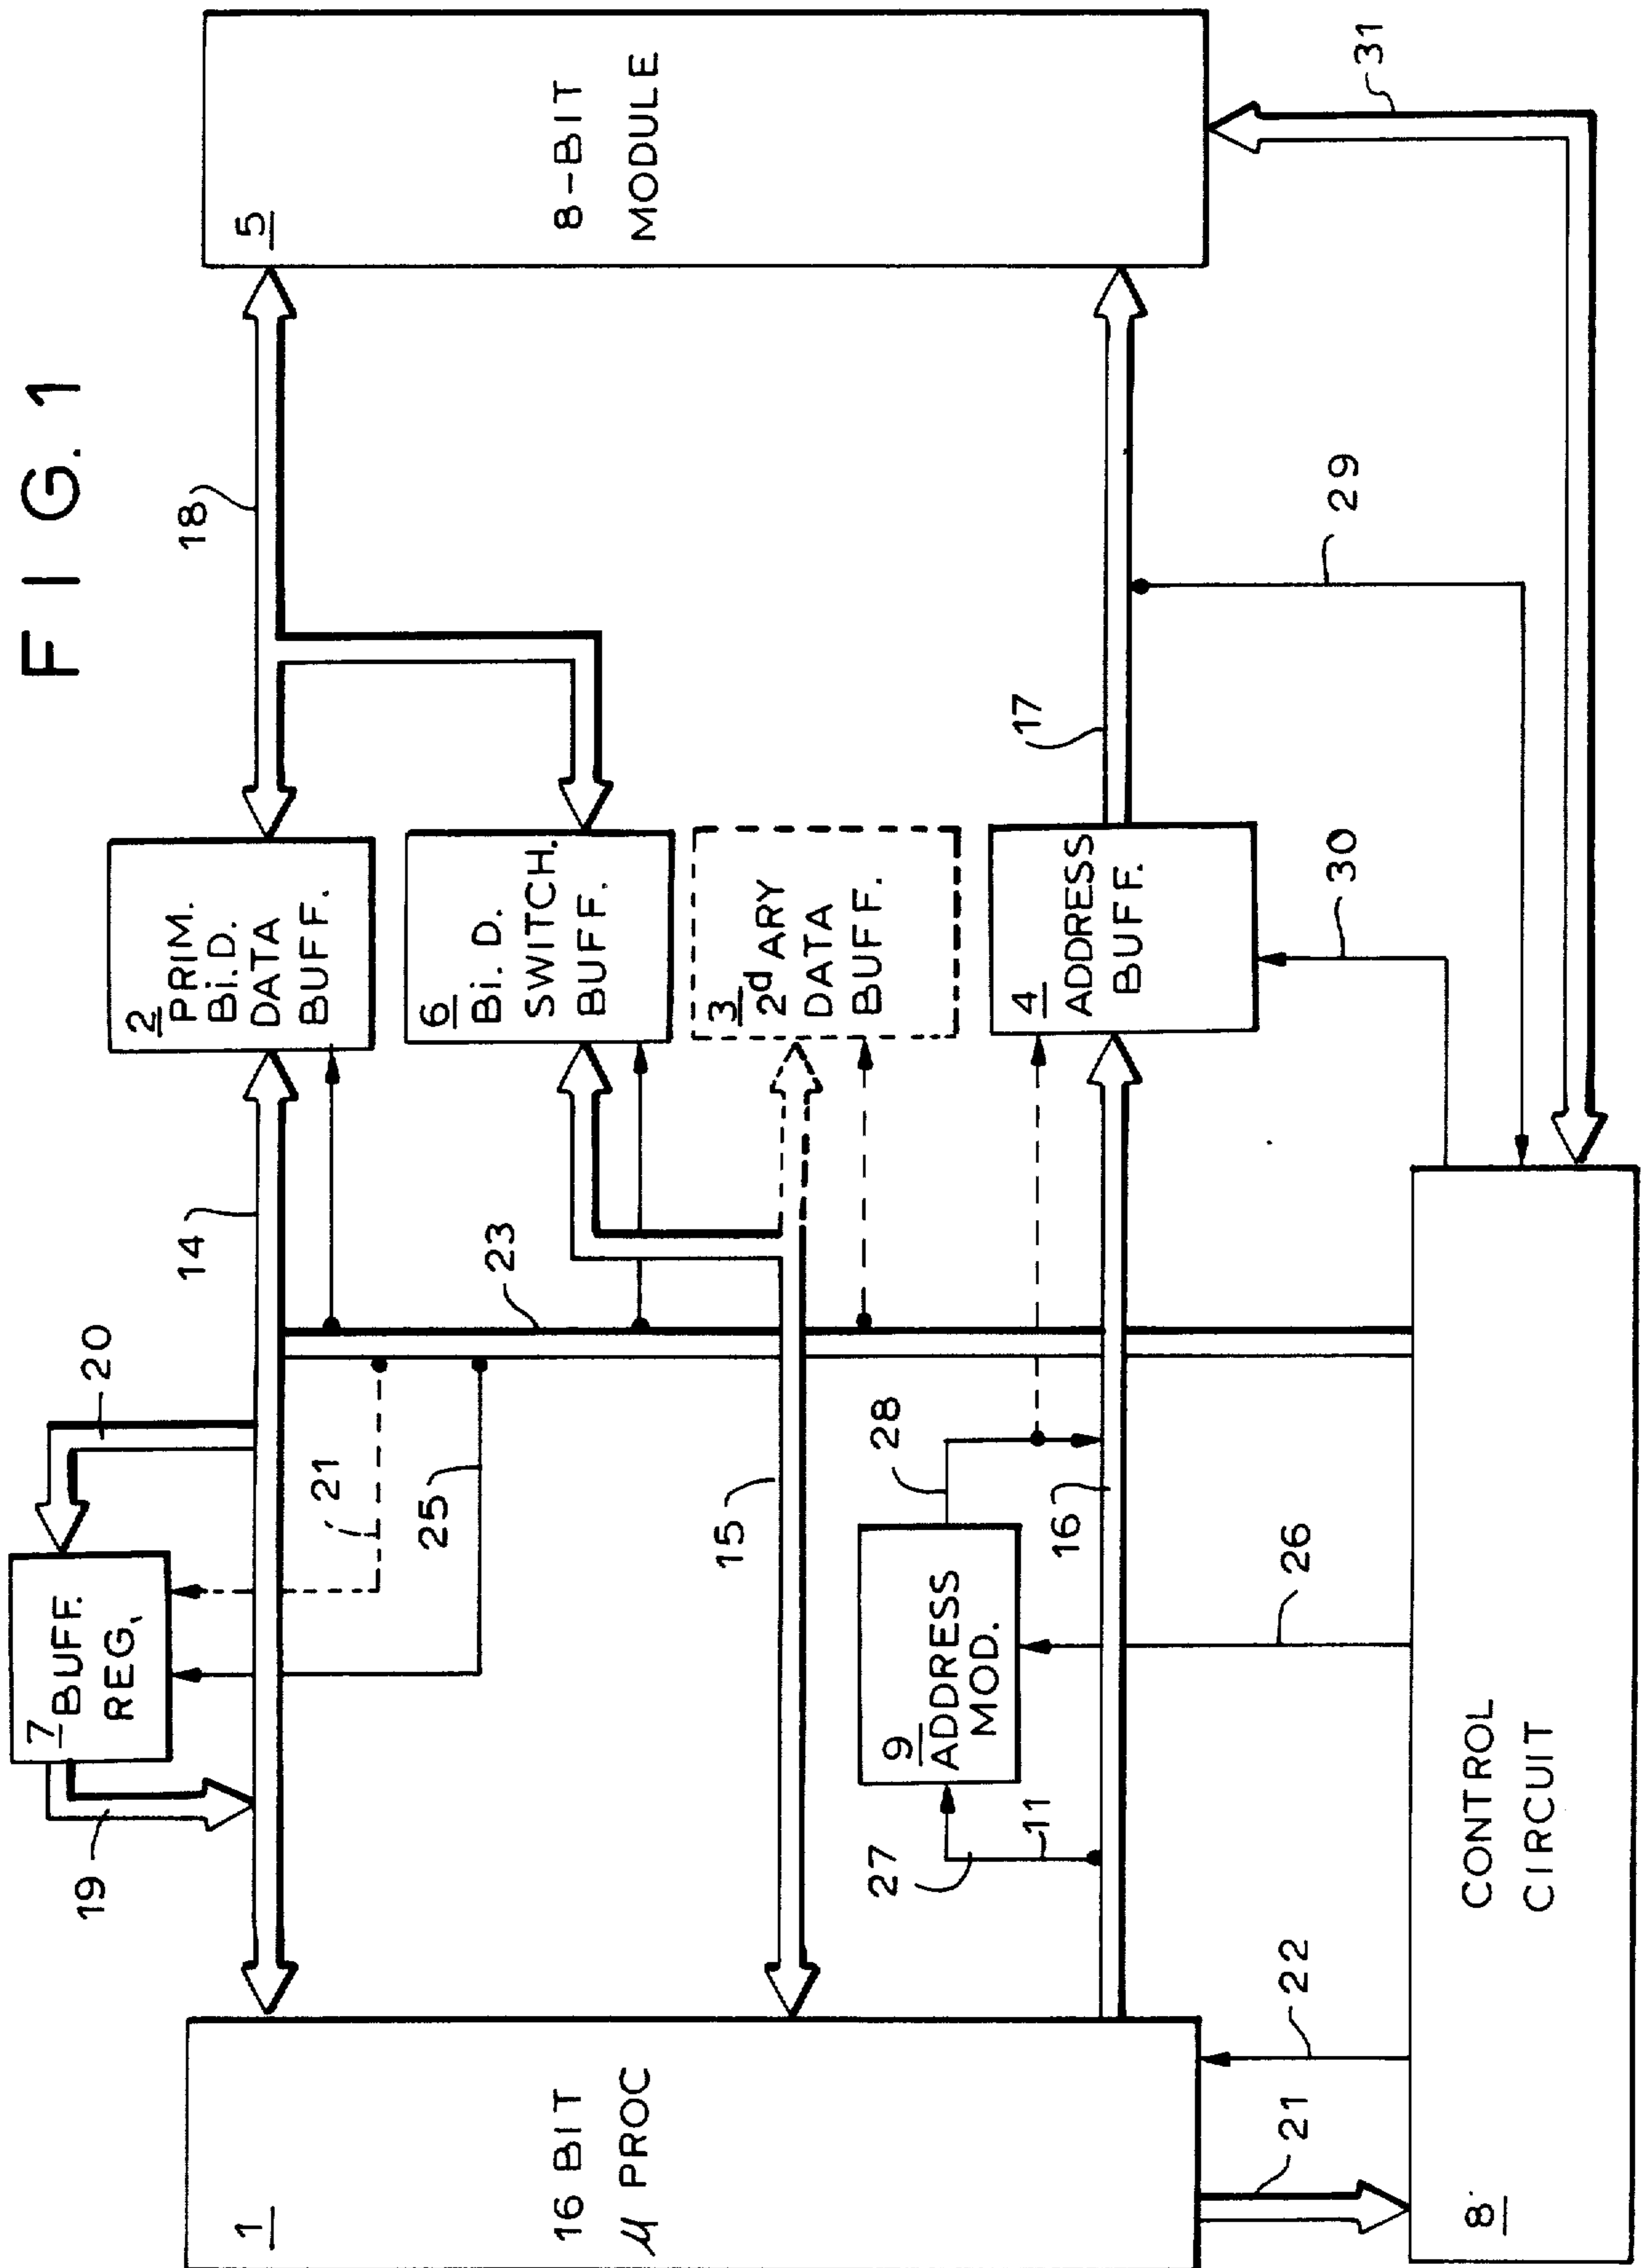 FIG. 1
1
16 BIT
μ PROC
19
7
BUFF.
REG.
20
21
25
14
15
23
2
PRIM.
Bi.D.
DATA
BUFF.
6
Bi. D.
SWITCH.
BUFF.
3
2d ARY
DATA
BUFF.
4
ADDRESS
BUFF.
18
5
8-BIT
MODULE
27
11
9
ADDRESS
MOD.
28
16
17
21
22
26
30
29
31
8
CONTROL
CIRCUIT